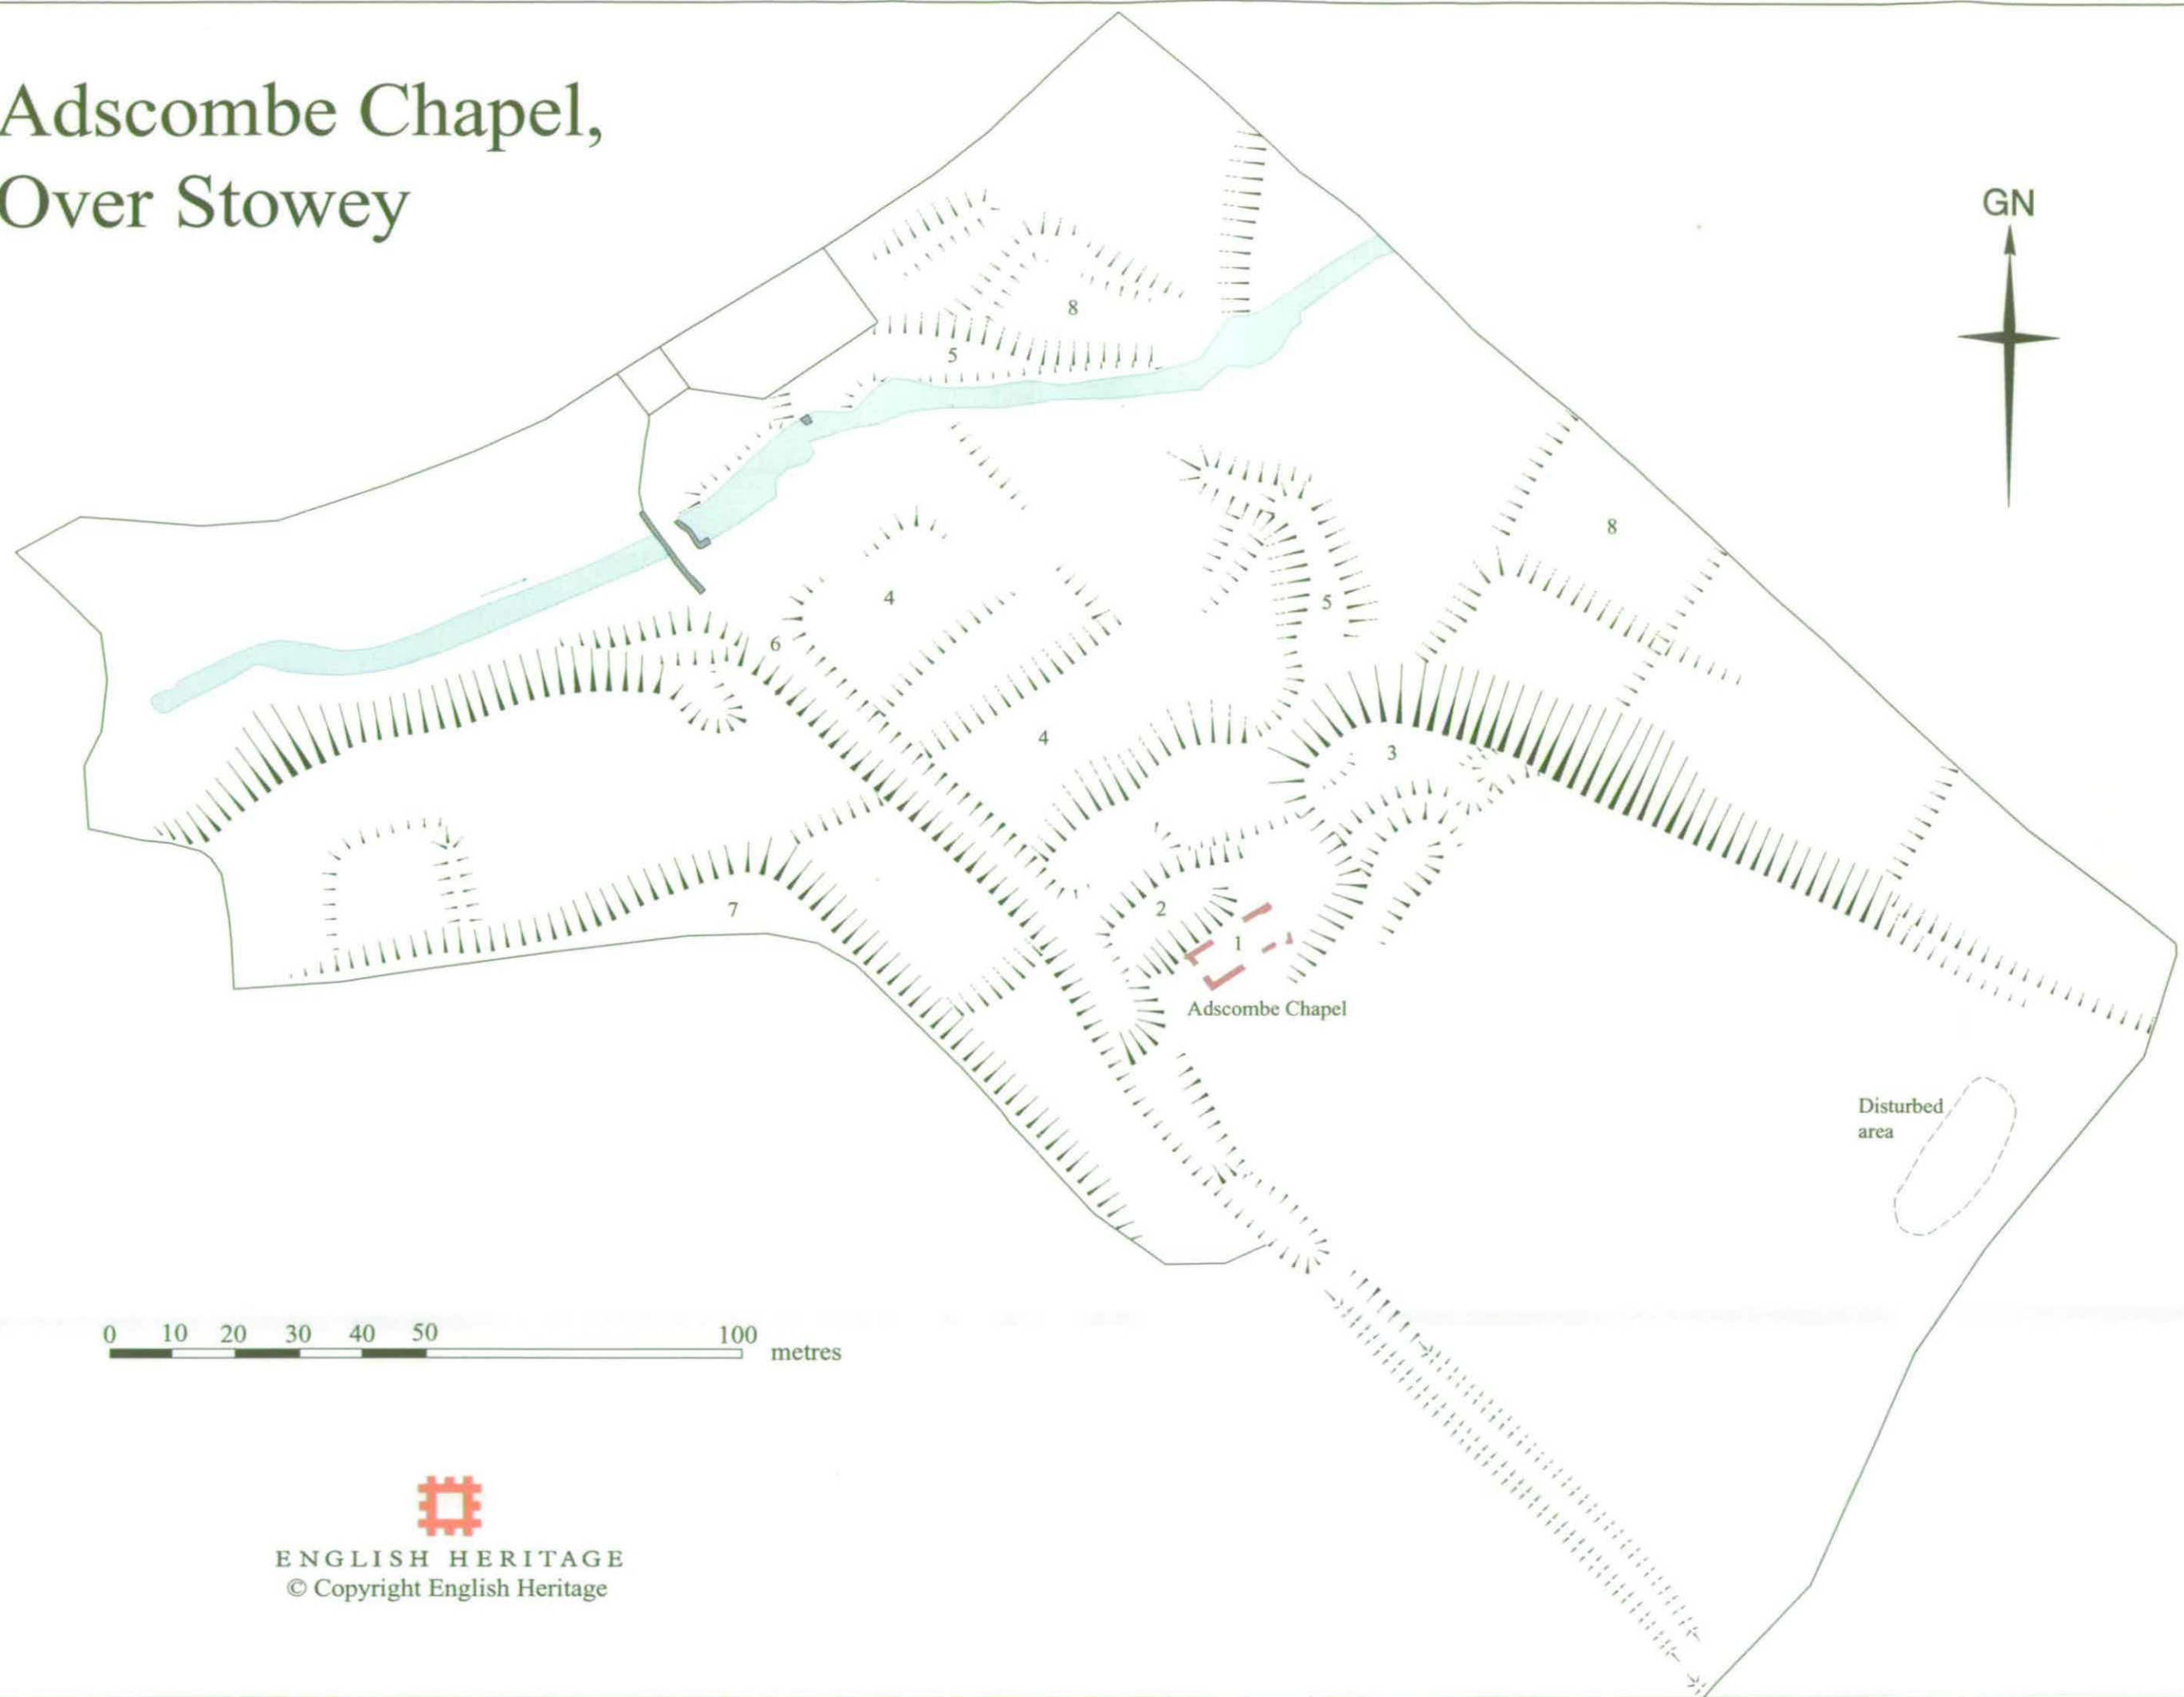 Adscombe Chapel,
Over Stowey
GN
8
5
8
4
5
6
4
3
2
7
1
Adscombe Chapel
Disturbed
area
0 10 20 30 40 50 100
metres
ENGLISH HERITAGE
© Copyright English Heritage